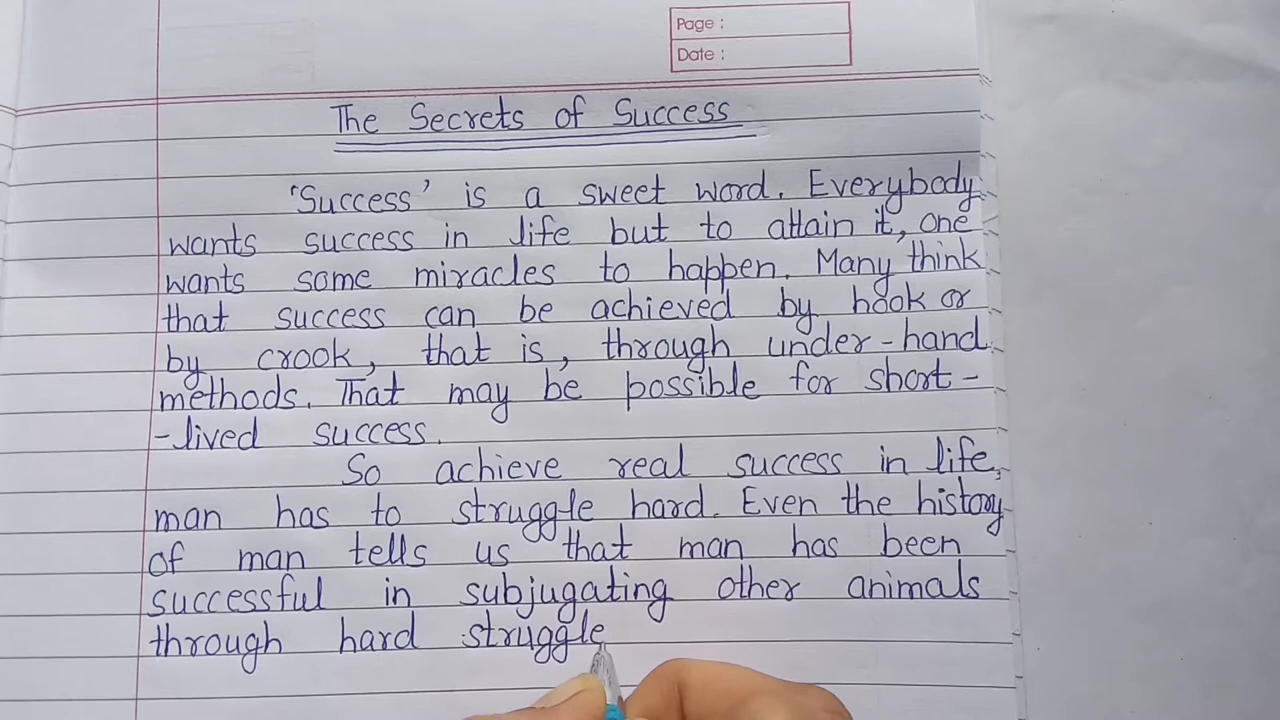 Page :
Date :
The Secrets of Success
'Success' is a sweet word. Everybody
wants success in life but to attain it, one
wants some miracles to happen. Many think
that success can be achieved by hook or
by crook, that is, through under-hand
methods. That may be possible for short-
-lived success.
So achieve real success in life,
man has to struggle hard. Even the history
of man tells us that man has been
successful in subjugating other animals
through hard struggle